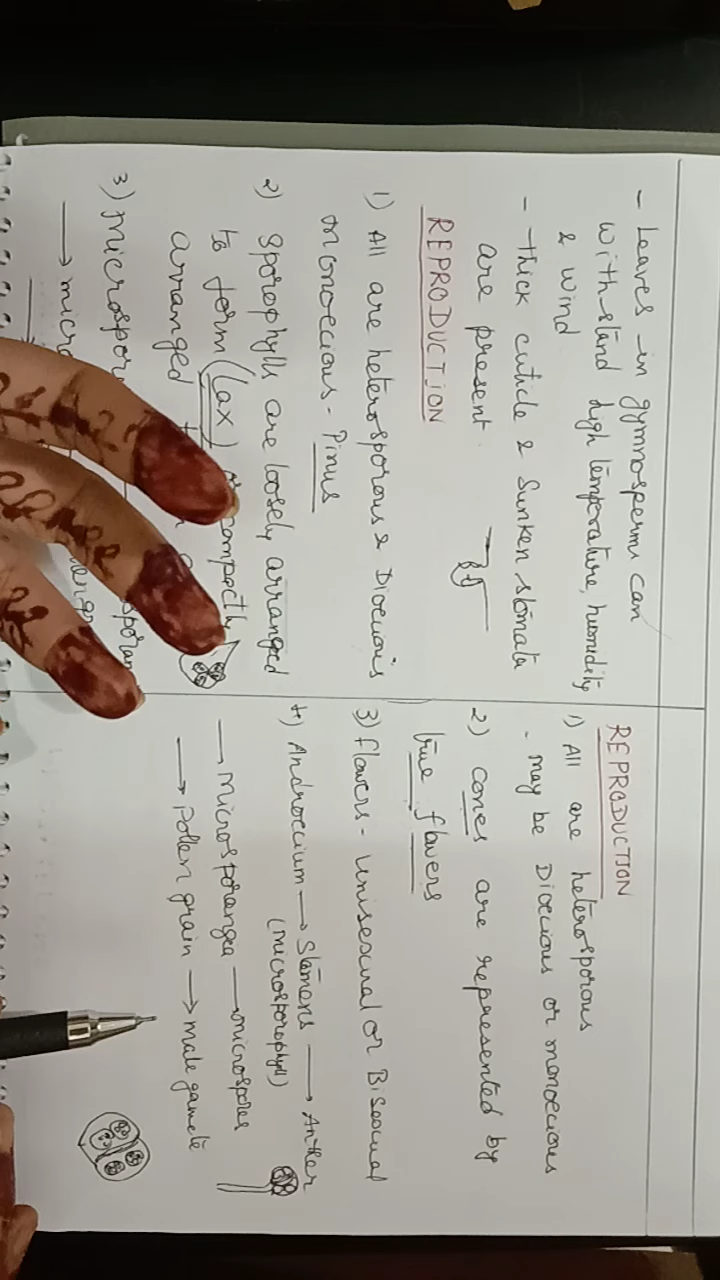 - Leaves in gymnosperms can
withstand high temperature, humidity
& wind
- Thick cuticle & Sunken stomata
are present.
REPRODUCTION
1) All are heterosporous & Dioecious
Monoecious - Pinus
2) Sporophylls are loosely arranged
to form (Lax) compactly
arranged
3) Microspor
→ micro
REPRODUCTION
1) All are heterosporous
- may be Dioecious or monoecious
2) cones are represented by
true flowers
3) flowers - Unisexual or Bisexual
4) Androecium → Stamens → Anther
(microsporophyll)
→ Microsporangea → microspores
→ Pollen grain → male gamete